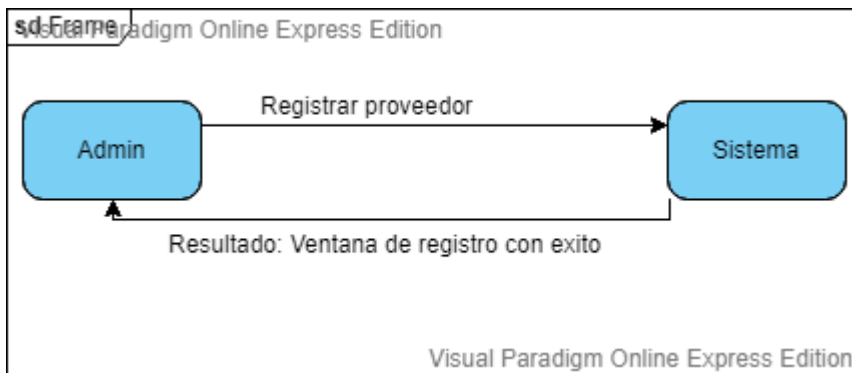 sd Frame
Visual Paradigm Online Express Edition
Registrar proveedor
Admin
Sistema
Resultado: Ventana de registro con exito
Visual Paradigm Online Express Edition